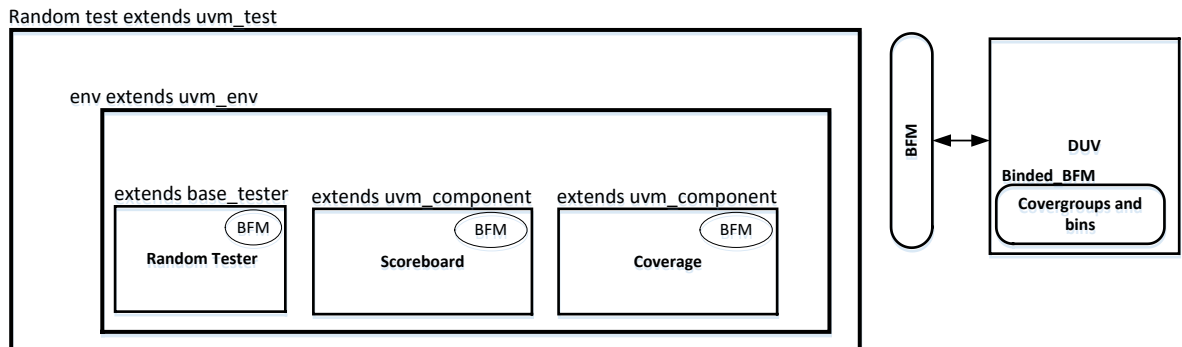 Random test extends uvm_test
env extends uvm_env
extends base_tester
extends uvm_component
extends uvm_component
BFM
BFM
BFM
Random Tester
Scoreboard
Coverage
BFM
DUV
Binded_BFM
Covergroups and
bins